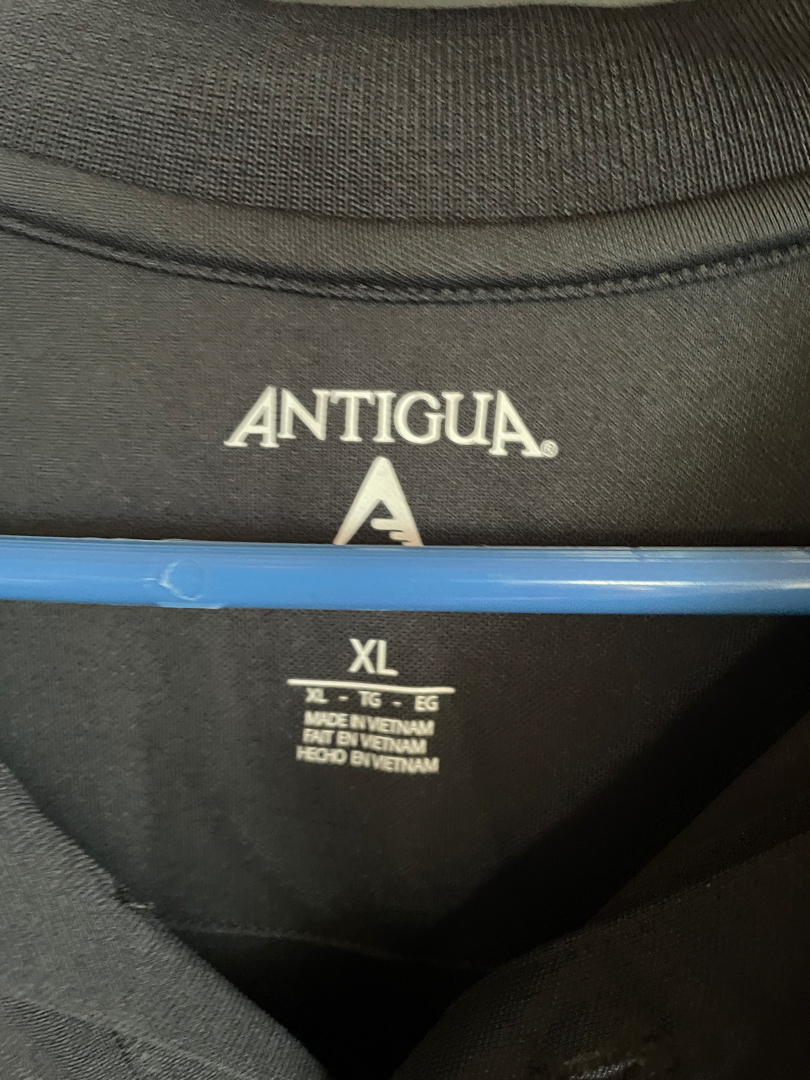 ANTIGUA®
XL
XL - TG - EG
MADE IN VIETNAM
FAIT EN VIETNAM
HECHO EN VIETNAM